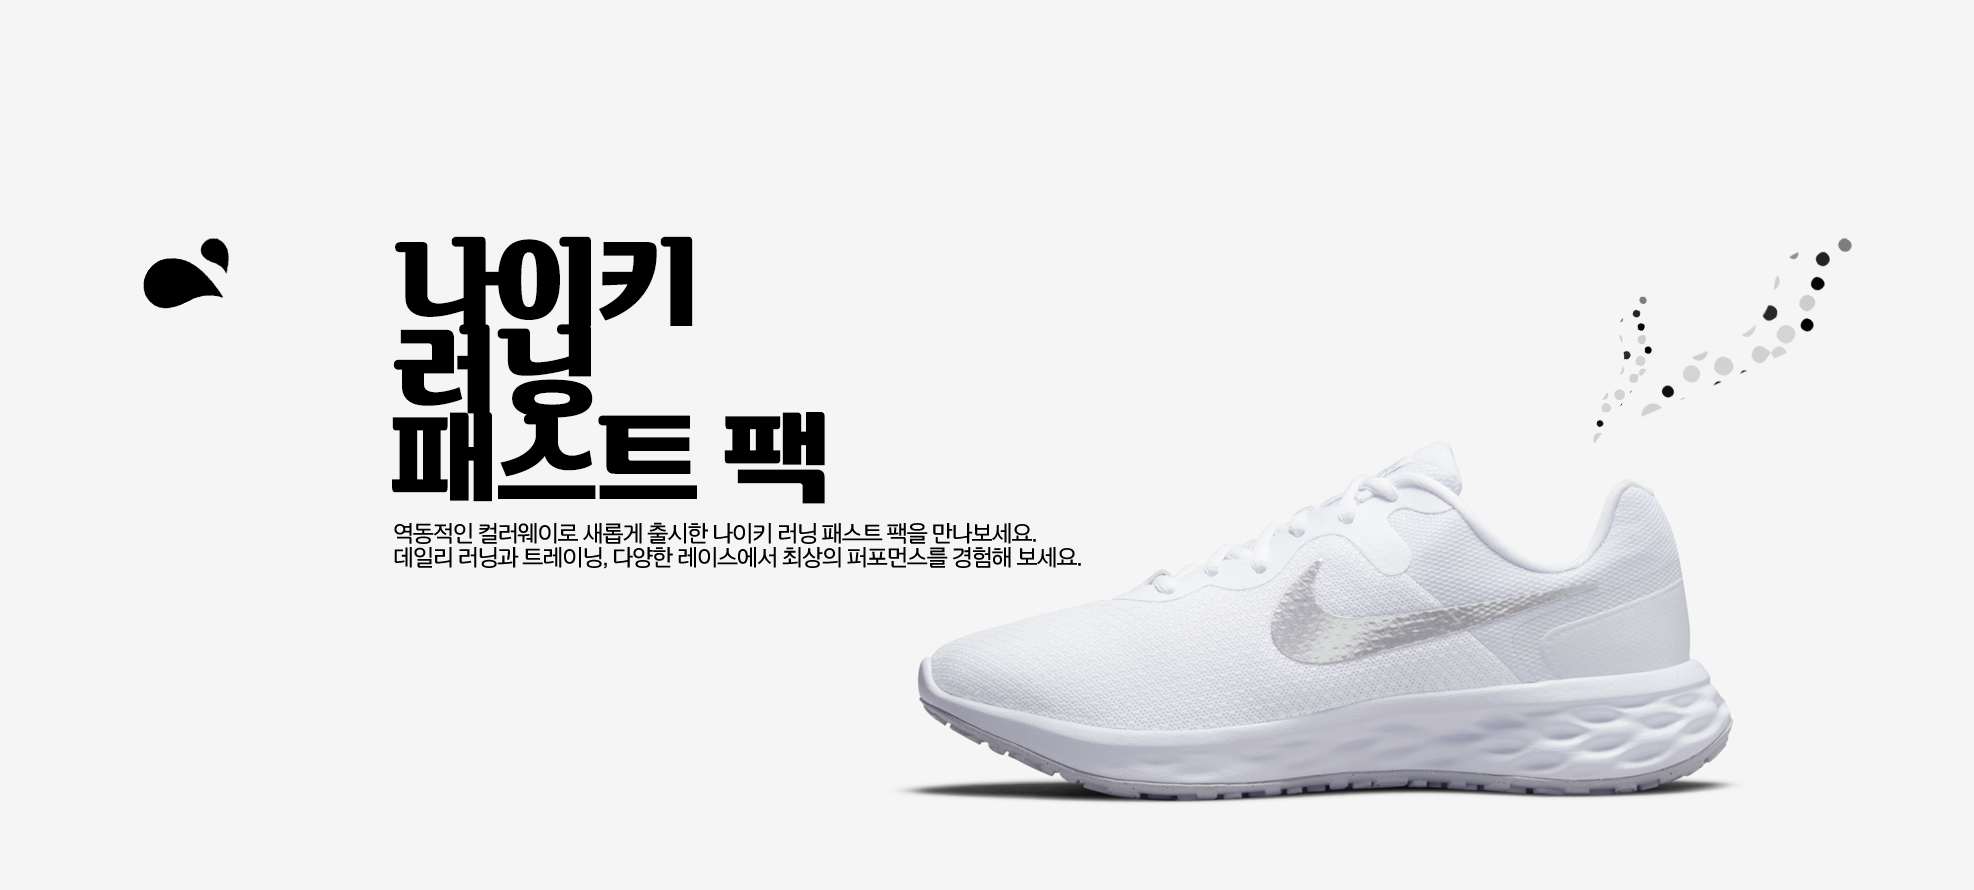 나이키
러닝
패스트 팩
역동적인 컬러웨이로 새롭게 출시한 나이키 러닝 패스트 팩을 만나보세요.
데일리 러닝과 트레이닝, 다양한 레이스에서 최상의 퍼포먼스를 경험해 보세요.